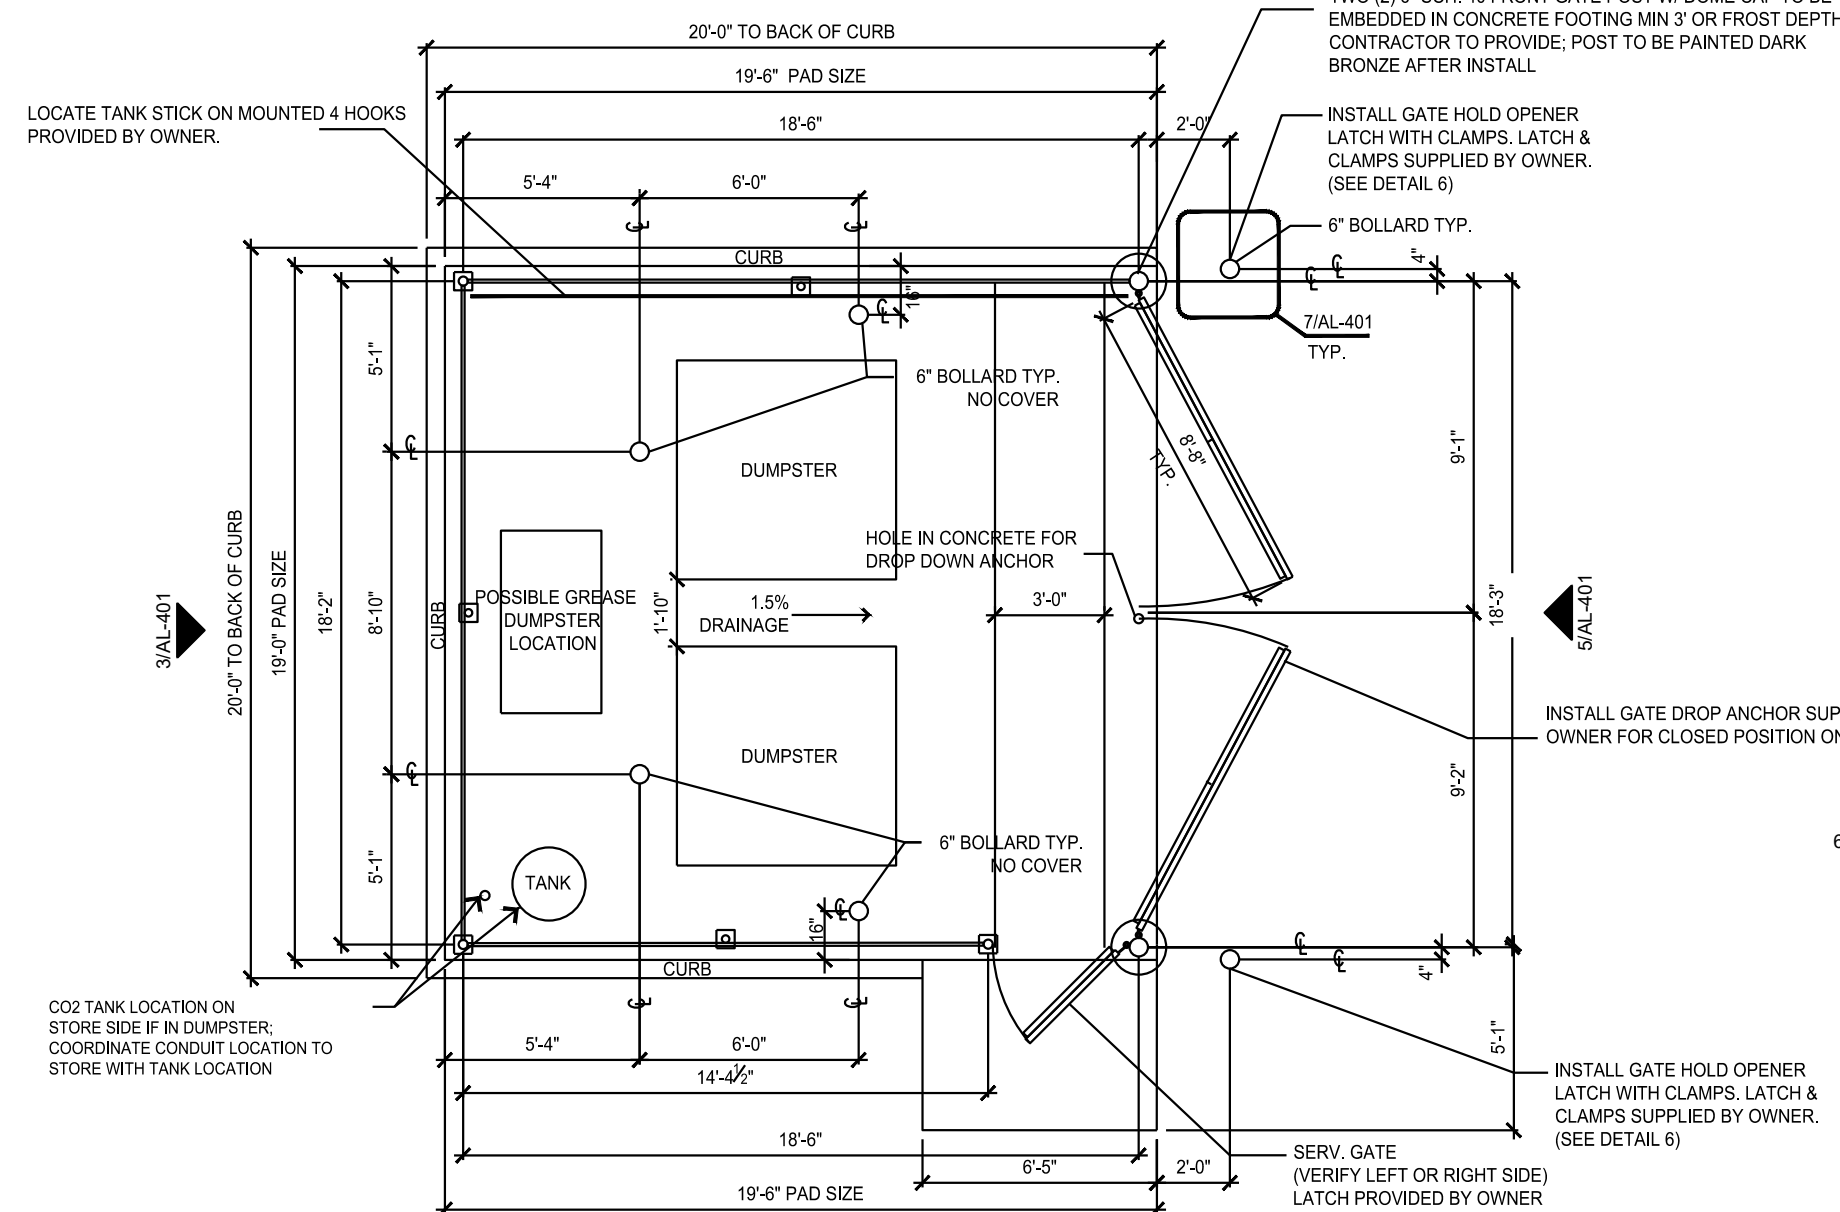 20'-0" TO BACK OF CURB
19'-6" PAD SIZE
18'-6"
2'-0"
5'-4"
6'-0"
LOCATE TANK STICK ON MOUNTED 4 HOOKS
PROVIDED BY OWNER.
EMBEDDED IN CONCRETE FOOTING MIN 3' OR FROST DEPTH
CONTRACTOR TO PROVIDE; POST TO BE PAINTED DARK
BRONZE AFTER INSTALL
INSTALL GATE HOLD OPENER
LATCH WITH CLAMPS. LATCH &
CLAMPS SUPPLIED BY OWNER.
(SEE DETAIL 6)
6" BOLLARD TYP.
4"
7/AL-401
TYP.
CURB
16"
5'-1"
6" BOLLARD TYP.
NO COVER
DUMPSTER
8'-8"
TYP.
9'-1"
HOLE IN CONCRETE FOR
DROP DOWN ANCHOR
3/AL-401
20'-0" TO BACK OF CURB
19'-0" PAD SIZE
18'-2"
8'-10"
CURB
POSSIBLE GREASE
DUMPSTER
LOCATION
1'-10"
1.5%
DRAINAGE
3'-0"
18'-3"
5/AL-401
INSTALL GATE DROP ANCHOR SUP
OWNER FOR CLOSED POSITION ON
DUMPSTER
9'-2"
6
6" BOLLARD TYP.
NO COVER
5'-1"
TANK
16"
CURB
4"
5'-1"
CO2 TANK LOCATION ON
STORE SIDE IF IN DUMPSTER;
COORDINATE CONDUIT LOCATION TO
STORE WITH TANK LOCATION
5'-4"
6'-0"
14'-4½"
18'-6"
6'-5"
2'-0"
19'-6" PAD SIZE
INSTALL GATE HOLD OPENER
LATCH WITH CLAMPS. LATCH &
CLAMPS SUPPLIED BY OWNER.
(SEE DETAIL 6)
SERV. GATE
(VERIFY LEFT OR RIGHT SIDE)
LATCH PROVIDED BY OWNER